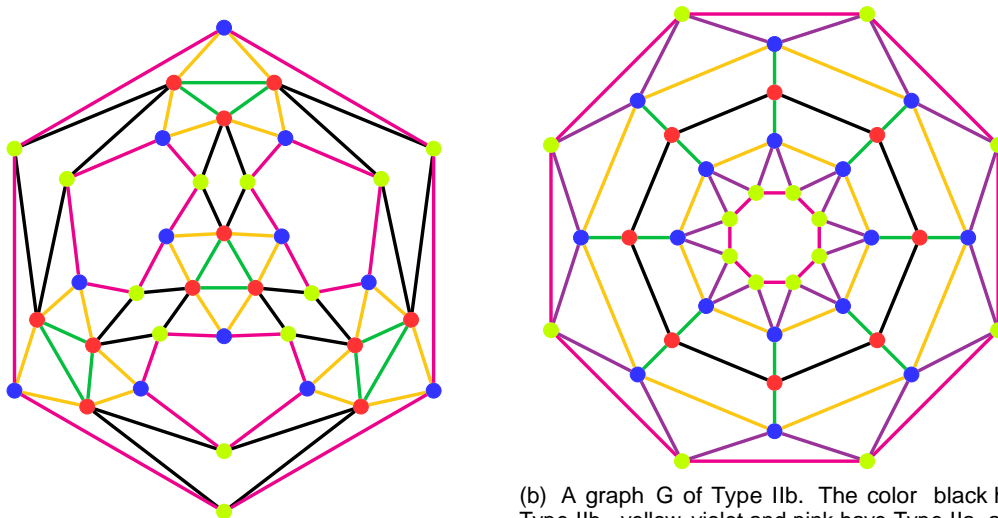 (b) A graph G of Type IIb. The color black
Type IIb, yellow, violet and pink have Type IIa